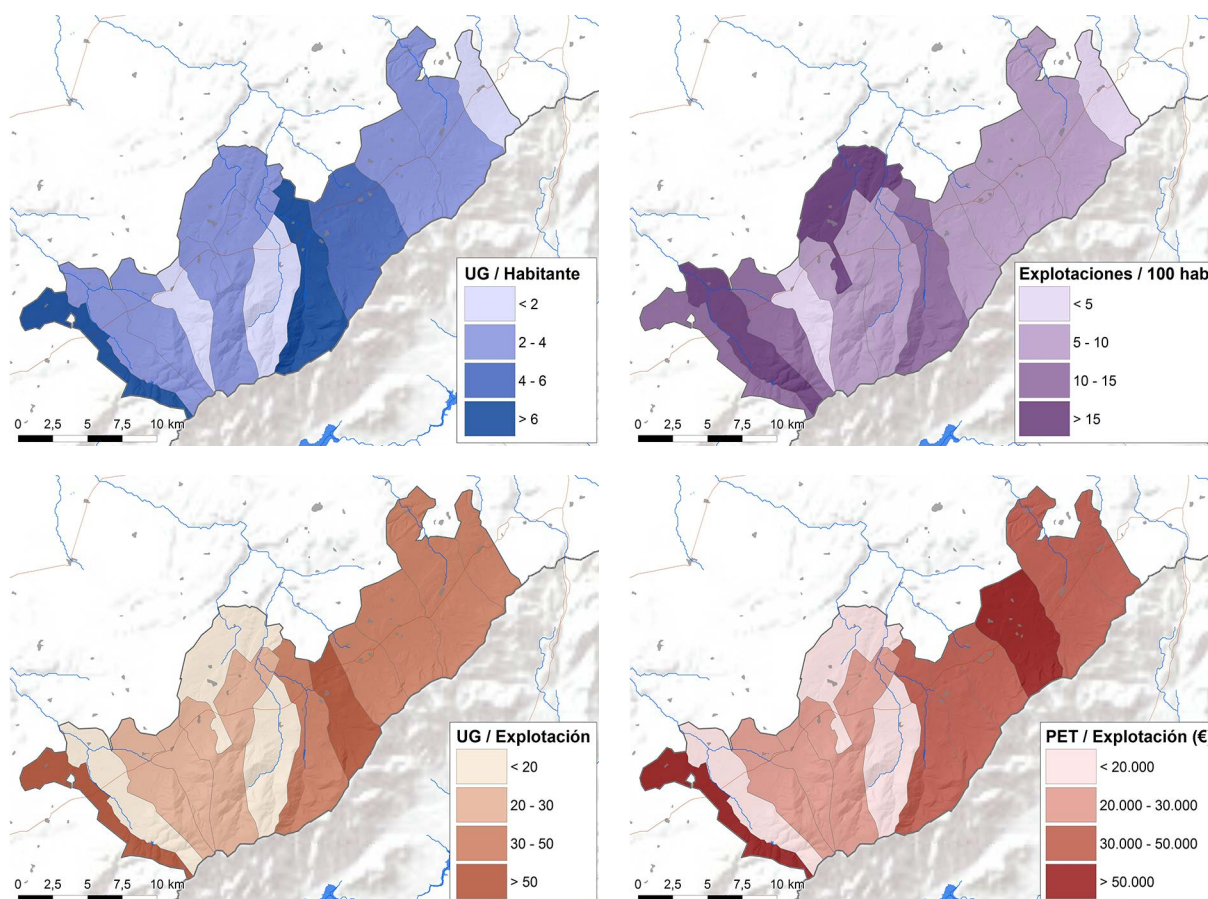 UG / Habitante
< 2
2 - 4
4 - 6
> 6
0 2,5 5 7,5 10 km
Explotaciones / 100 hab
< 5
5 - 10
10 - 15
> 15
0 2,5 5 7,5 10 km
UG / Explotación
< 20
20 - 30
30 - 50
> 50
0 2,5 5 7,5 10 km
PET / Explotación (€
< 20.000
20.000 - 30.000
30.000 - 50.000
> 50.000
0 2,5 5 7,5 10 km